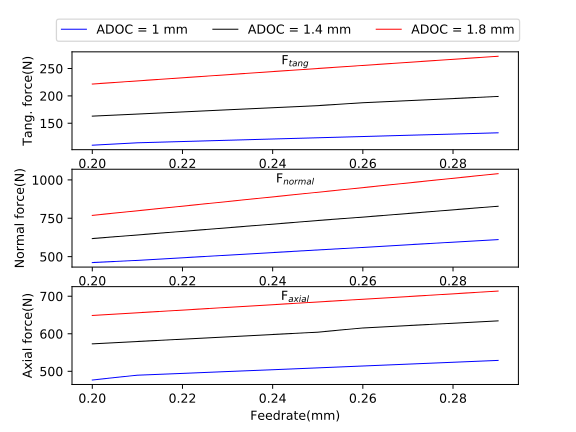 ADOC = 1 mm ADOC = 1.4 mm ADOC = 1.8 mm
Tang. force(N)
250
200
150
F_tang
0.20 0.22 0.24 0.26 0.28
Normal force(N)
1000
750
500
F_normal
0.20 0.22 0.24 0.26 0.28
Axial force(N)
700
600
500
F_axial
0.20 0.22 0.24 0.26 0.28
Feedrate(mm)